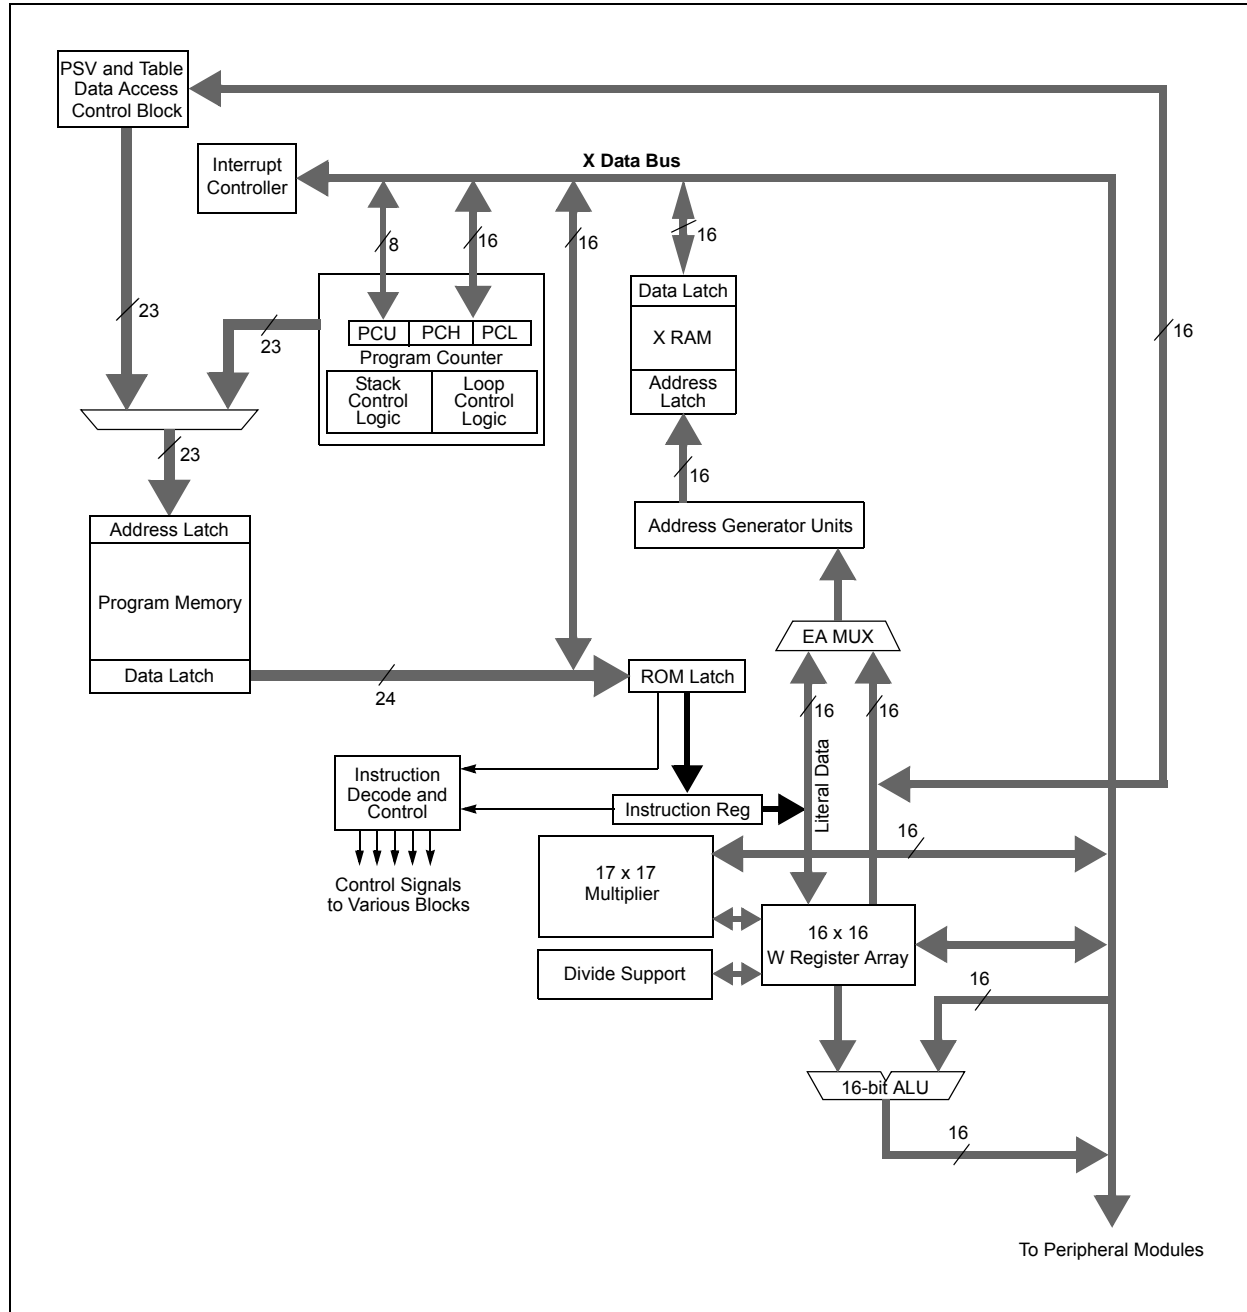 PSV and Table
Data Access
Control Block
Interrupt
Controller
X Data Bus
8
16
16
16
Data Latch
X RAM
Address
Latch
23
23
16
PCU
PCH
PCL
Program Counter
Stack
Control
Logic
Loop
Control
Logic
23
16
Address Latch
Program Memory
Data Latch
Address Generator Units
EA MUX
24
ROM Latch
16
16
Literal Data
Instruction
Decode and
Control
Instruction Reg
Control Signals
to Various Blocks
17 x 17
Multiplier
16
16 x 16
W Register Array
Divide Support
16
16-bit ALU
16
To Peripheral Modules